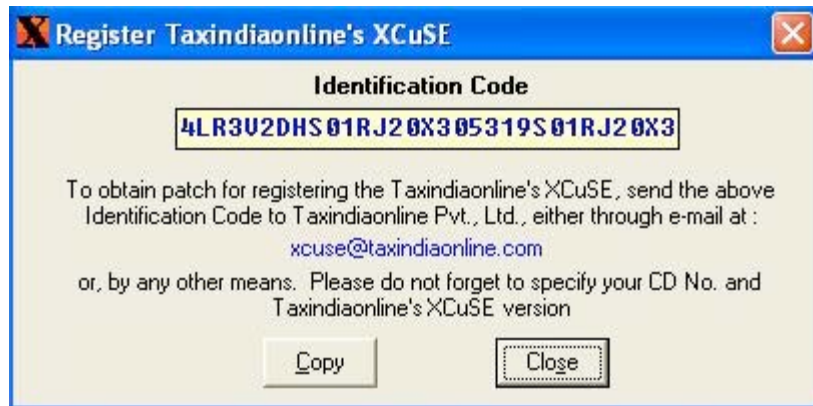 X Register Taxindiaonline's XCuSE
Identification Code
4LR3V2DHS01RJ20X305319S01RJ20X3
To obtain patch for registering the Taxindiaonline's XCuSE, send the above
Identification Code to Taxindiaonline Pvt., Ltd., either through e-mail at :
xcuse@taxindiaonline.com
or, by any other means. Please do not forget to specify your CD No. and
Taxindiaonline's XCuSE version
Copy
Close